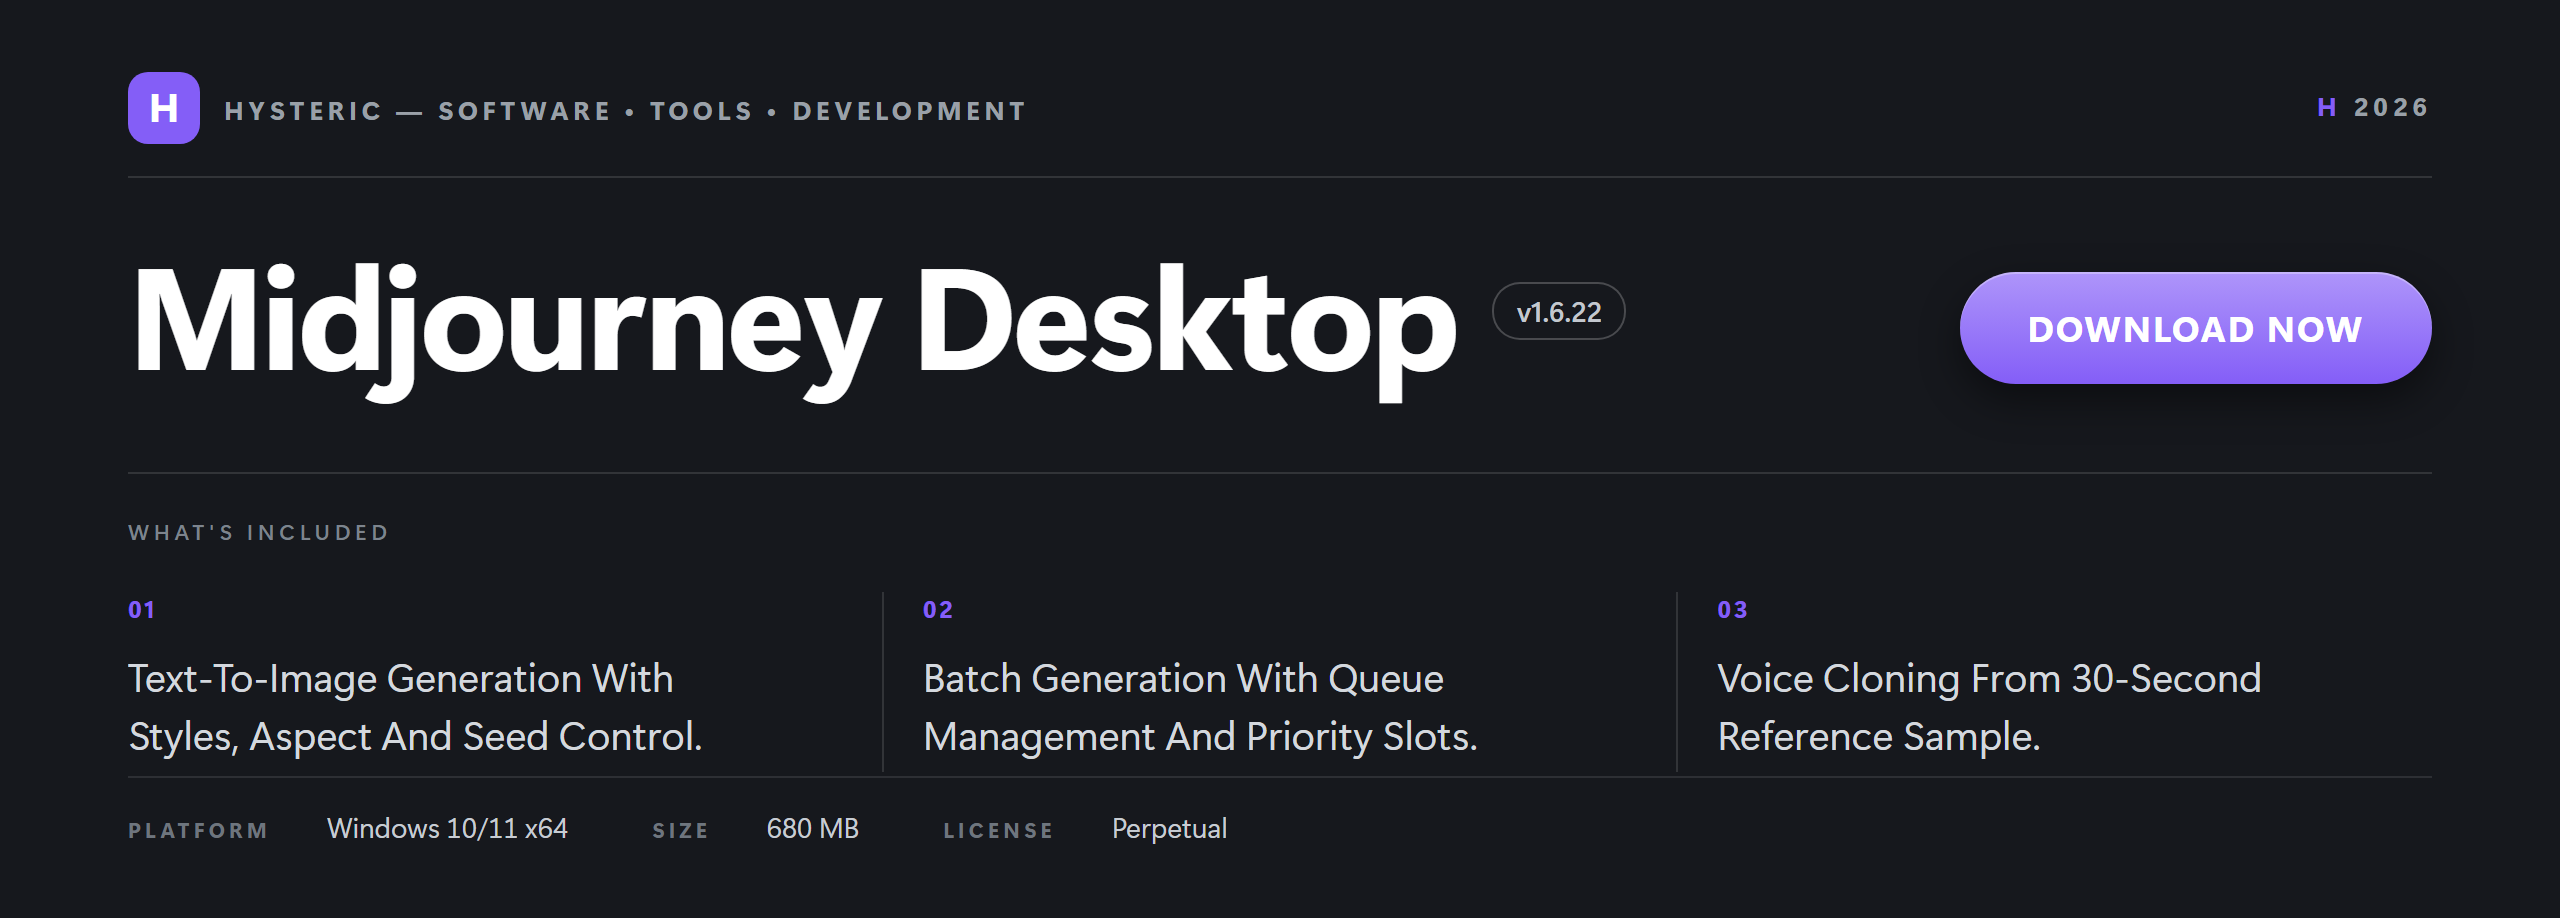 H HYSTERIC — SOFTWARE • TOOLS • DEVELOPMENT
H 2026
Midjourney Desktop v1.6.22
DOWNLOAD NOW
WHAT'S INCLUDED
01
Text-To-Image Generation With
Styles, Aspect And Seed Control.
02
Batch Generation With Queue
Management And Priority Slots.
03
Voice Cloning From 30-Second
Reference Sample.
PLATFORM Windows 10/11 x64 SIZE 680 MB LICENSE Perpetual